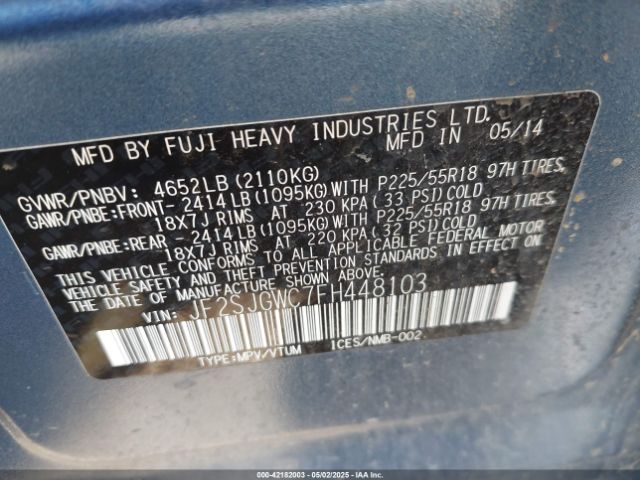 MFD BY FUJI HEAVY INDUSTRIES LTD.
MFD IN 05/14
GVWR/PNBV: 4652LB(2110KG)
GAWR/PNBE:FRONT- 2414LB(1095KG)WITH P225/55R18 97H TIRES,
18X7J RIMS AT 230 KPA(33 PSI)COLD
GAWR/PNBE:REAR - 2414LB(1095KG)WITH P225/55R18 97H TIRES,
18X7J RIMS AT 220 KPA(32 PSI)COLD
THIS VEHICLE CONFORMS TO ALL APPLICABLE FEDERAL MOTOR
VEHICLE SAFETY AND THEFT PREVENTION STANDARDS IN EFFECT ON
THE DATE OF MANUFACTURE SHOWN ABOVE.
VIN: JF2SJGWC7FH448103
TYPE:MPV/VTUM ICES/NMB-002
000-42182003 - 05/02/2025 - IAA Inc.